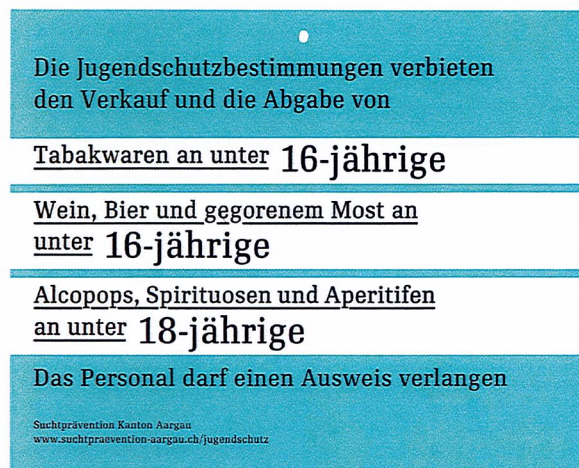 Die Jugendschutzbestimmungen verbieten
den Verkauf und die Abgabe von
Tabakwaren an unter 16-jährige
Wein, Bier und gegorenem Most an
unter 16-jährige
Alcopops, Spirituosen und Aperitifen
an unter 18-jährige
Das Personal darf einen Ausweis verlangen
Suchtprävention Kanton Aargau
www.suchtpraevention-aargau.ch/jugendschutz